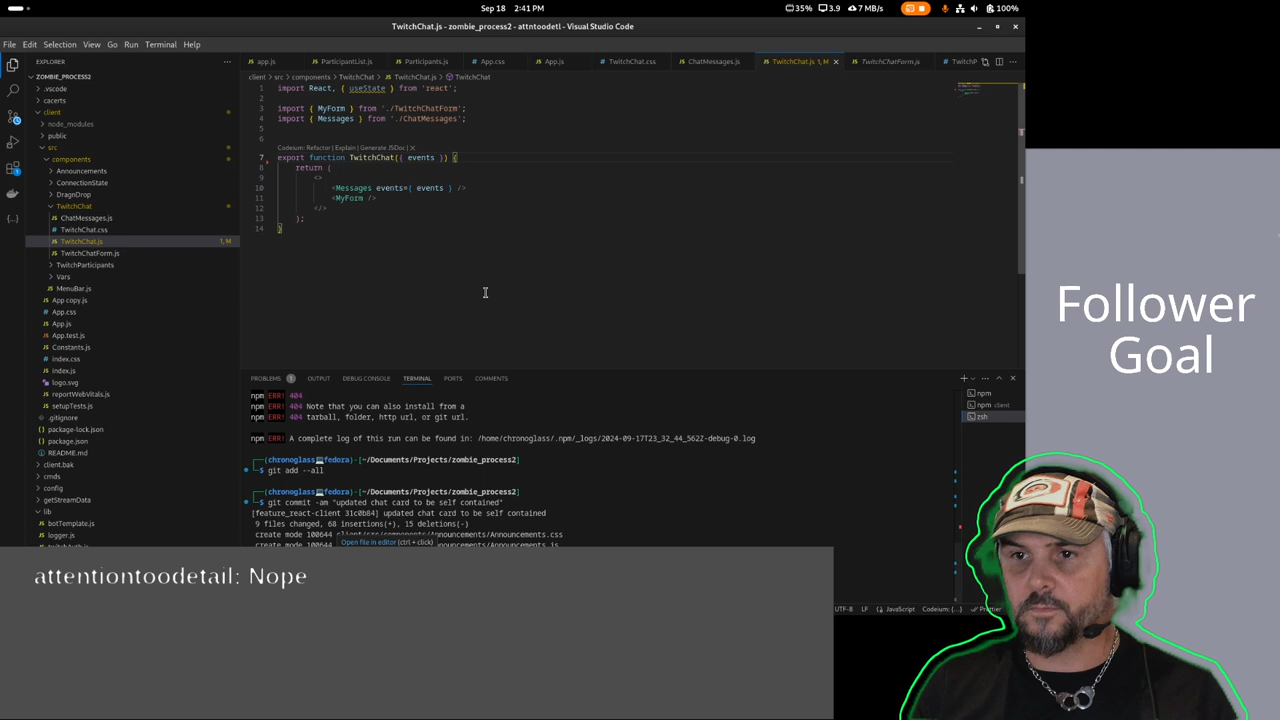 Sep 18 2:41 PM
35% 3.9 7 MB/s 100%
TwitchChat.js - zombie_process2 - attntoodetl - Visual Studio Code
File Edit Selection View Go Run Terminal Help
EXPLORER
app.js ParticipantList.js Participants.js App.css App.js TwitchChat.css ChatMessages.js TwitchChat.js 1, M TwitchChatForm.js TwitchP
client > src > components > TwitchChat > TwitchChat.js > TwitchChat
ZOMBIE_PROCESS2
.vscode
cacerts
client
node_modules
public
src
components
Announcements
ConnectionState
DragnDrop
TwitchChat
ChatMessages.js
TwitchChat.css
TwitchChat.js 1, M
TwitchChatForm.js
TwitchParticipants
Vars
MenuBar.js
App copy.js
App.css
App.js
App.test.js
Constants.js
index.css
index.js
logo.svg
reportWebVitals.js
setupTests.js
.gitignore
package-lock.json
package.json
README.md
client.bak
cmds
config
getStreamData
lib
botTemplate.js
logger.js
1 import React, { useState } from 'react';
2
3 import { MyForm } from './TwitchChatForm';
4 import { Messages } from './ChatMessages';
5
6
Codeium: Refactor | Explain | Generate JSDoc | X
7 export function TwitchChat({ events }) {
8 return (
9 <>
10 <Messages events={ events } />
11 <MyForm />
12 </>
13 );
14 }
PROBLEMS 1 OUTPUT DEBUG CONSOLE TERMINAL PORTS COMMENTS
npm ERR! 404
npm ERR! 404 Note that you can also install from a
npm ERR! 404 tarball, folder, http url, or git url.
npm ERR! A complete log of this run can be found in: /home/chronoglass/.npm/_logs/2024-09-17T23_32_44_562Z-debug-0.log
(chronoglass💻fedora)-[~/Documents/Projects/zombie_process2]
git add --all
(chronoglass💻fedora)-[~/Documents/Projects/zombie_process2]
git commit -am "updated chat card to be self contained"
[feature_react-client 31c0b84] updated chat card to be self contained
9 files changed, 68 insertions(+), 15 deletions(-)
create mode 100644 client/src/components/Announcements/Announcements.css
Open file in editor (ctrl + click)
npm
npm client
zsh
UTF-8 LF JavaScript Codeium: {...} Prettier
Follower
Goal
attentiontoodetail: Nope